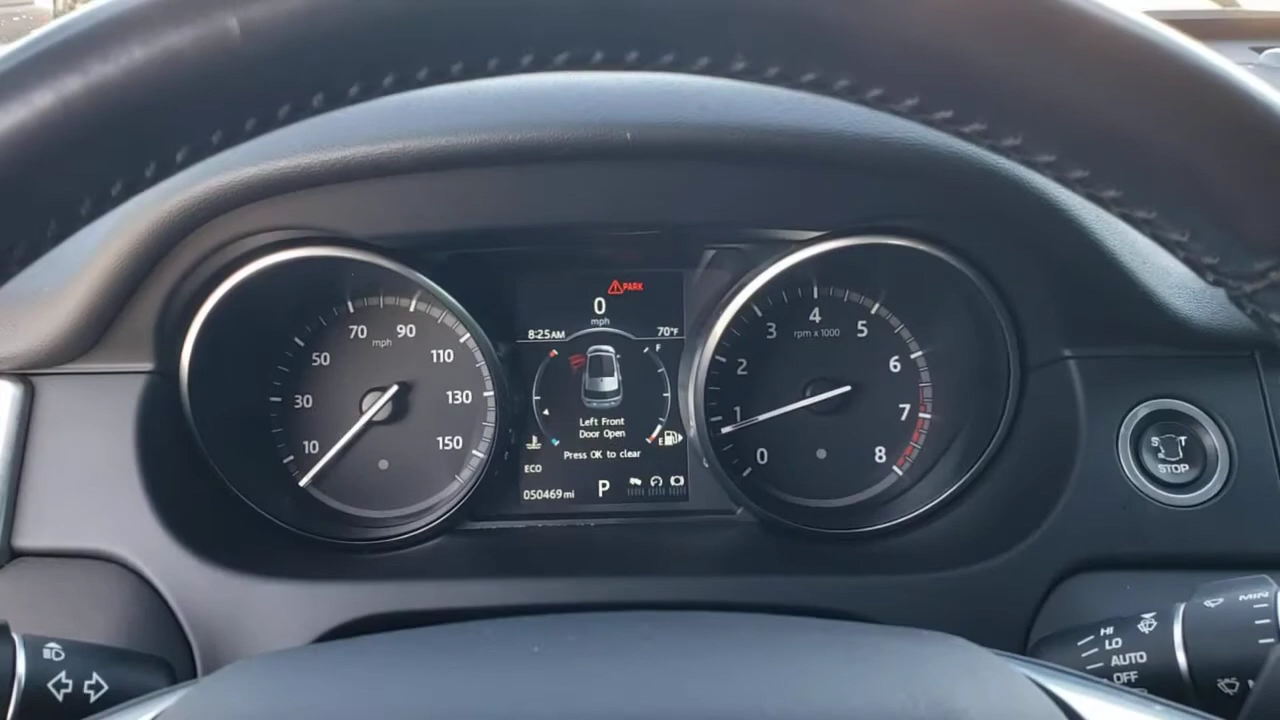 70 mph 90
50
110
30
130
10
150
PARK
0
mph
8:25AM
70°F
F
Left Front
Door Open
E
Press OK to clear
ECO
050469mi
P
4
3
5
rpm x 1000
2
6
1
7
0
8
START
STOP
HI
LO
AUTO
OFF
MIN